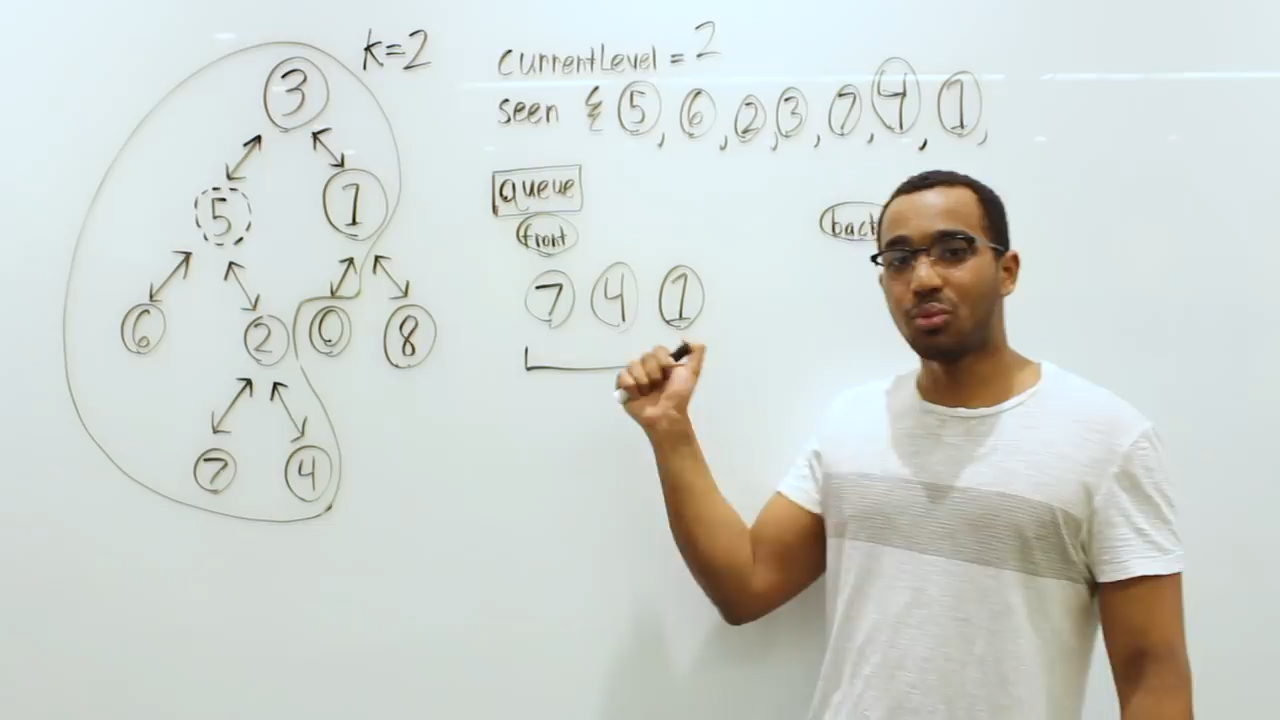 k=2
3
5 1
6 2 0 8
7 4
currentLevel = 2
seen { 5, 6, 2, 3, 7, 4, 1,
queue
front
7 4 1